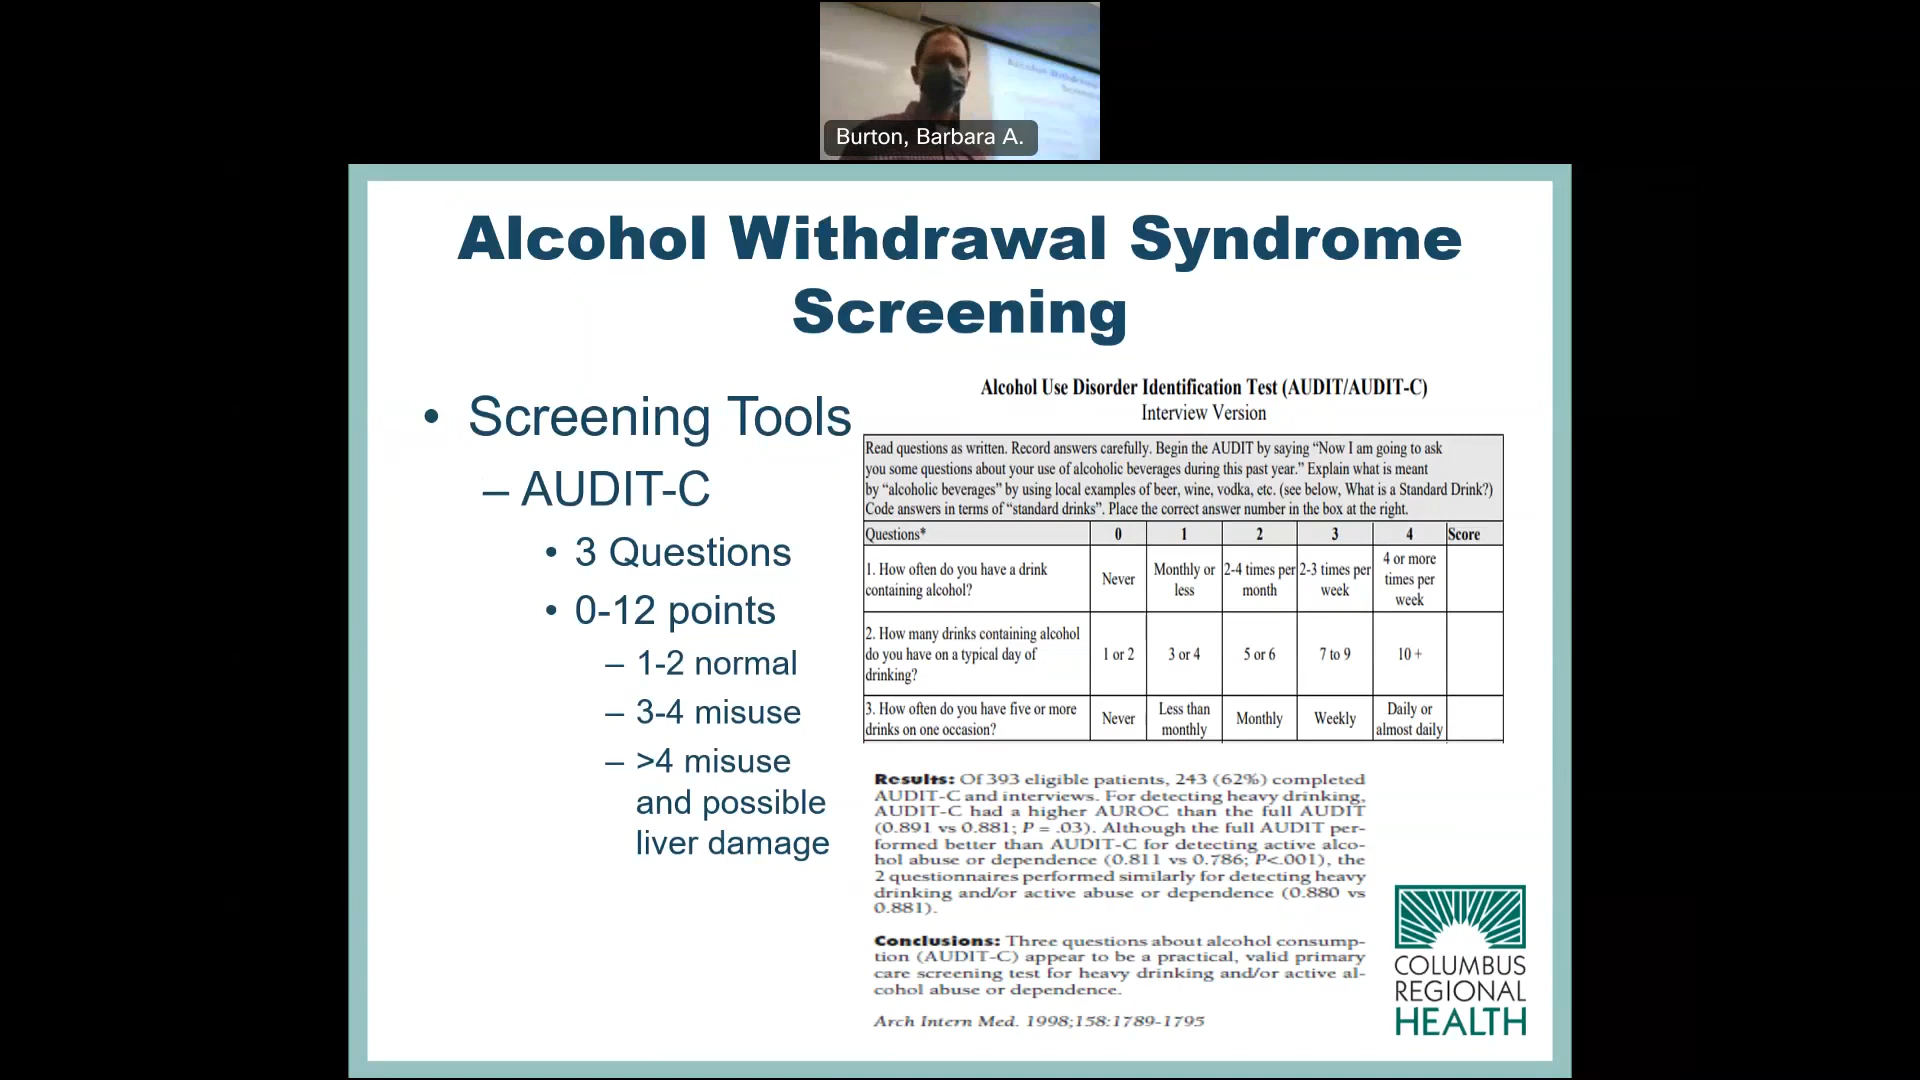 Alcohol Withdrawal
Burton, Barbara A.
Alcohol Withdrawal Syndrome
Screening
• Screening Tools
– AUDIT-C
• 3 Questions
• 0-12 points
– 1-2 normal
– 3-4 misuse
– >4 misuse
and possible
liver damage
Alcohol Use Disorder Identification Test (AUDIT/AUDIT-C)
Interview Version
Read questions as written. Record answers carefully. Begin the AUDIT by saying “Now I am going to ask
you some questions about your use of alcoholic beverages during this past year.” Explain what is meant
by “alcoholic beverages” by using local examples of beer, wine, vodka, etc. (see below, What is a Standard Drink?)
Code answers in terms of “standard drinks”. Place the correct answer number in the box at the right.
Questions* 0 1 2 3 4 Score
1. How often do you have a drink
containing alcohol?
Never
Monthly or
less
2-4 times per
month
2-3 times per
week
4 or more
times per
week
2. How many drinks containing alcohol
do you have on a typical day of
drinking?
1 or 2
3 or 4
5 or 6
7 to 9
10 +
3. How often do you have five or more
drinks on one occasion?
Never
Less than
monthly
Monthly
Weekly
Daily or
almost daily
Results: Of 393 eligible patients, 243 (62%) completed
AUDIT-C and interviews. For detecting heavy drinking,
AUDIT-C had a higher AUROC than the full AUDIT
(0.891 vs 0.881; P = .03). Although the full AUDIT per-
formed better than AUDIT-C for detecting active alco-
hol abuse or dependence (0.811 vs 0.786; P<.001), the
2 questionnaires performed similarly for detecting heavy
drinking and/or active abuse or dependence (0.880 vs
0.881).
Conclusions: Three questions about alcohol consump-
tion (AUDIT-C) appear to be a practical, valid primary
care screening test for heavy drinking and/or active al-
cohol abuse or dependence.
Arch Intern Med. 1998;158:1789-1795
COLUMBUS
REGIONAL
HEALTH